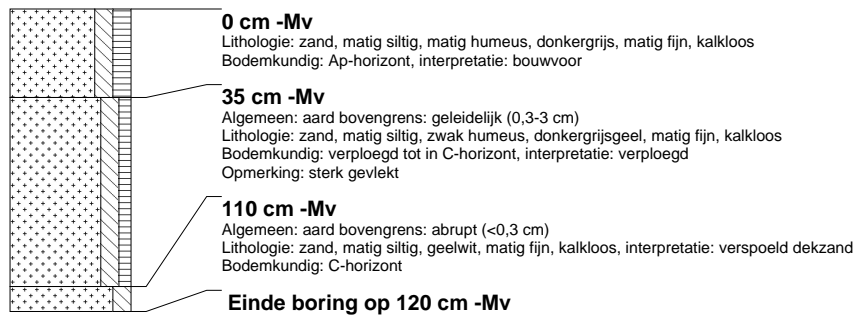 0 cm -Mv
Lithologie: zand, matig siltig, matig humeus, donkergrijs, matig fijn, kalkloos
Bodemkundig: Ap-horizont, interpretatie: bouwvoor
35 cm -Mv
Algemeen: aard bovengrens: geleidelijk (0,3-3 cm)
Lithologie: zand, matig siltig, zwak humeus, donkergrijsgeel, matig fijn, kalkloos
Bodemkundig: verploegd tot in C-horizont, interpretatie: verploegd
Opmerking: sterk gevlekt
110 cm -Mv
Algemeen: aard bovengrens: abrupt (<0,3 cm)
Lithologie: zand, matig siltig, geelwit, matig fijn, kalkloos, interpretatie: verspoeld dekzand
Bodemkundig: C-horizont
Einde boring op 120 cm -Mv